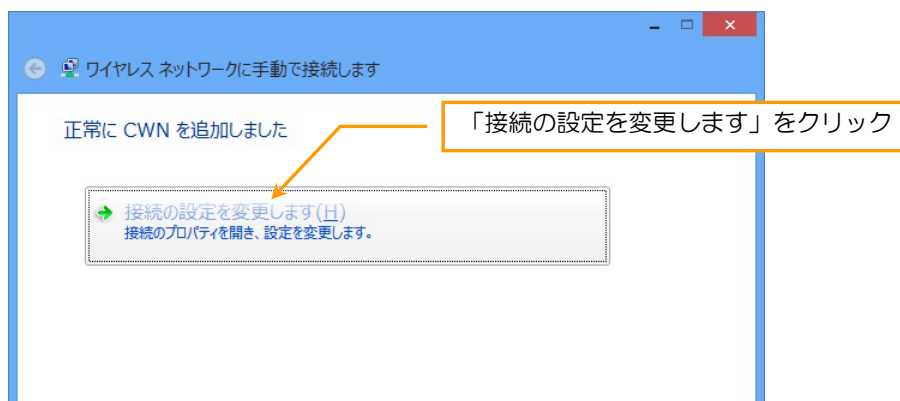 ワイヤレス ネットワークに手動で接続します
正常に CWN を追加しました
「接続の設定を変更します」をクリック
接続の設定を変更します(H)
接続のプロパティを開き、設定を変更します。